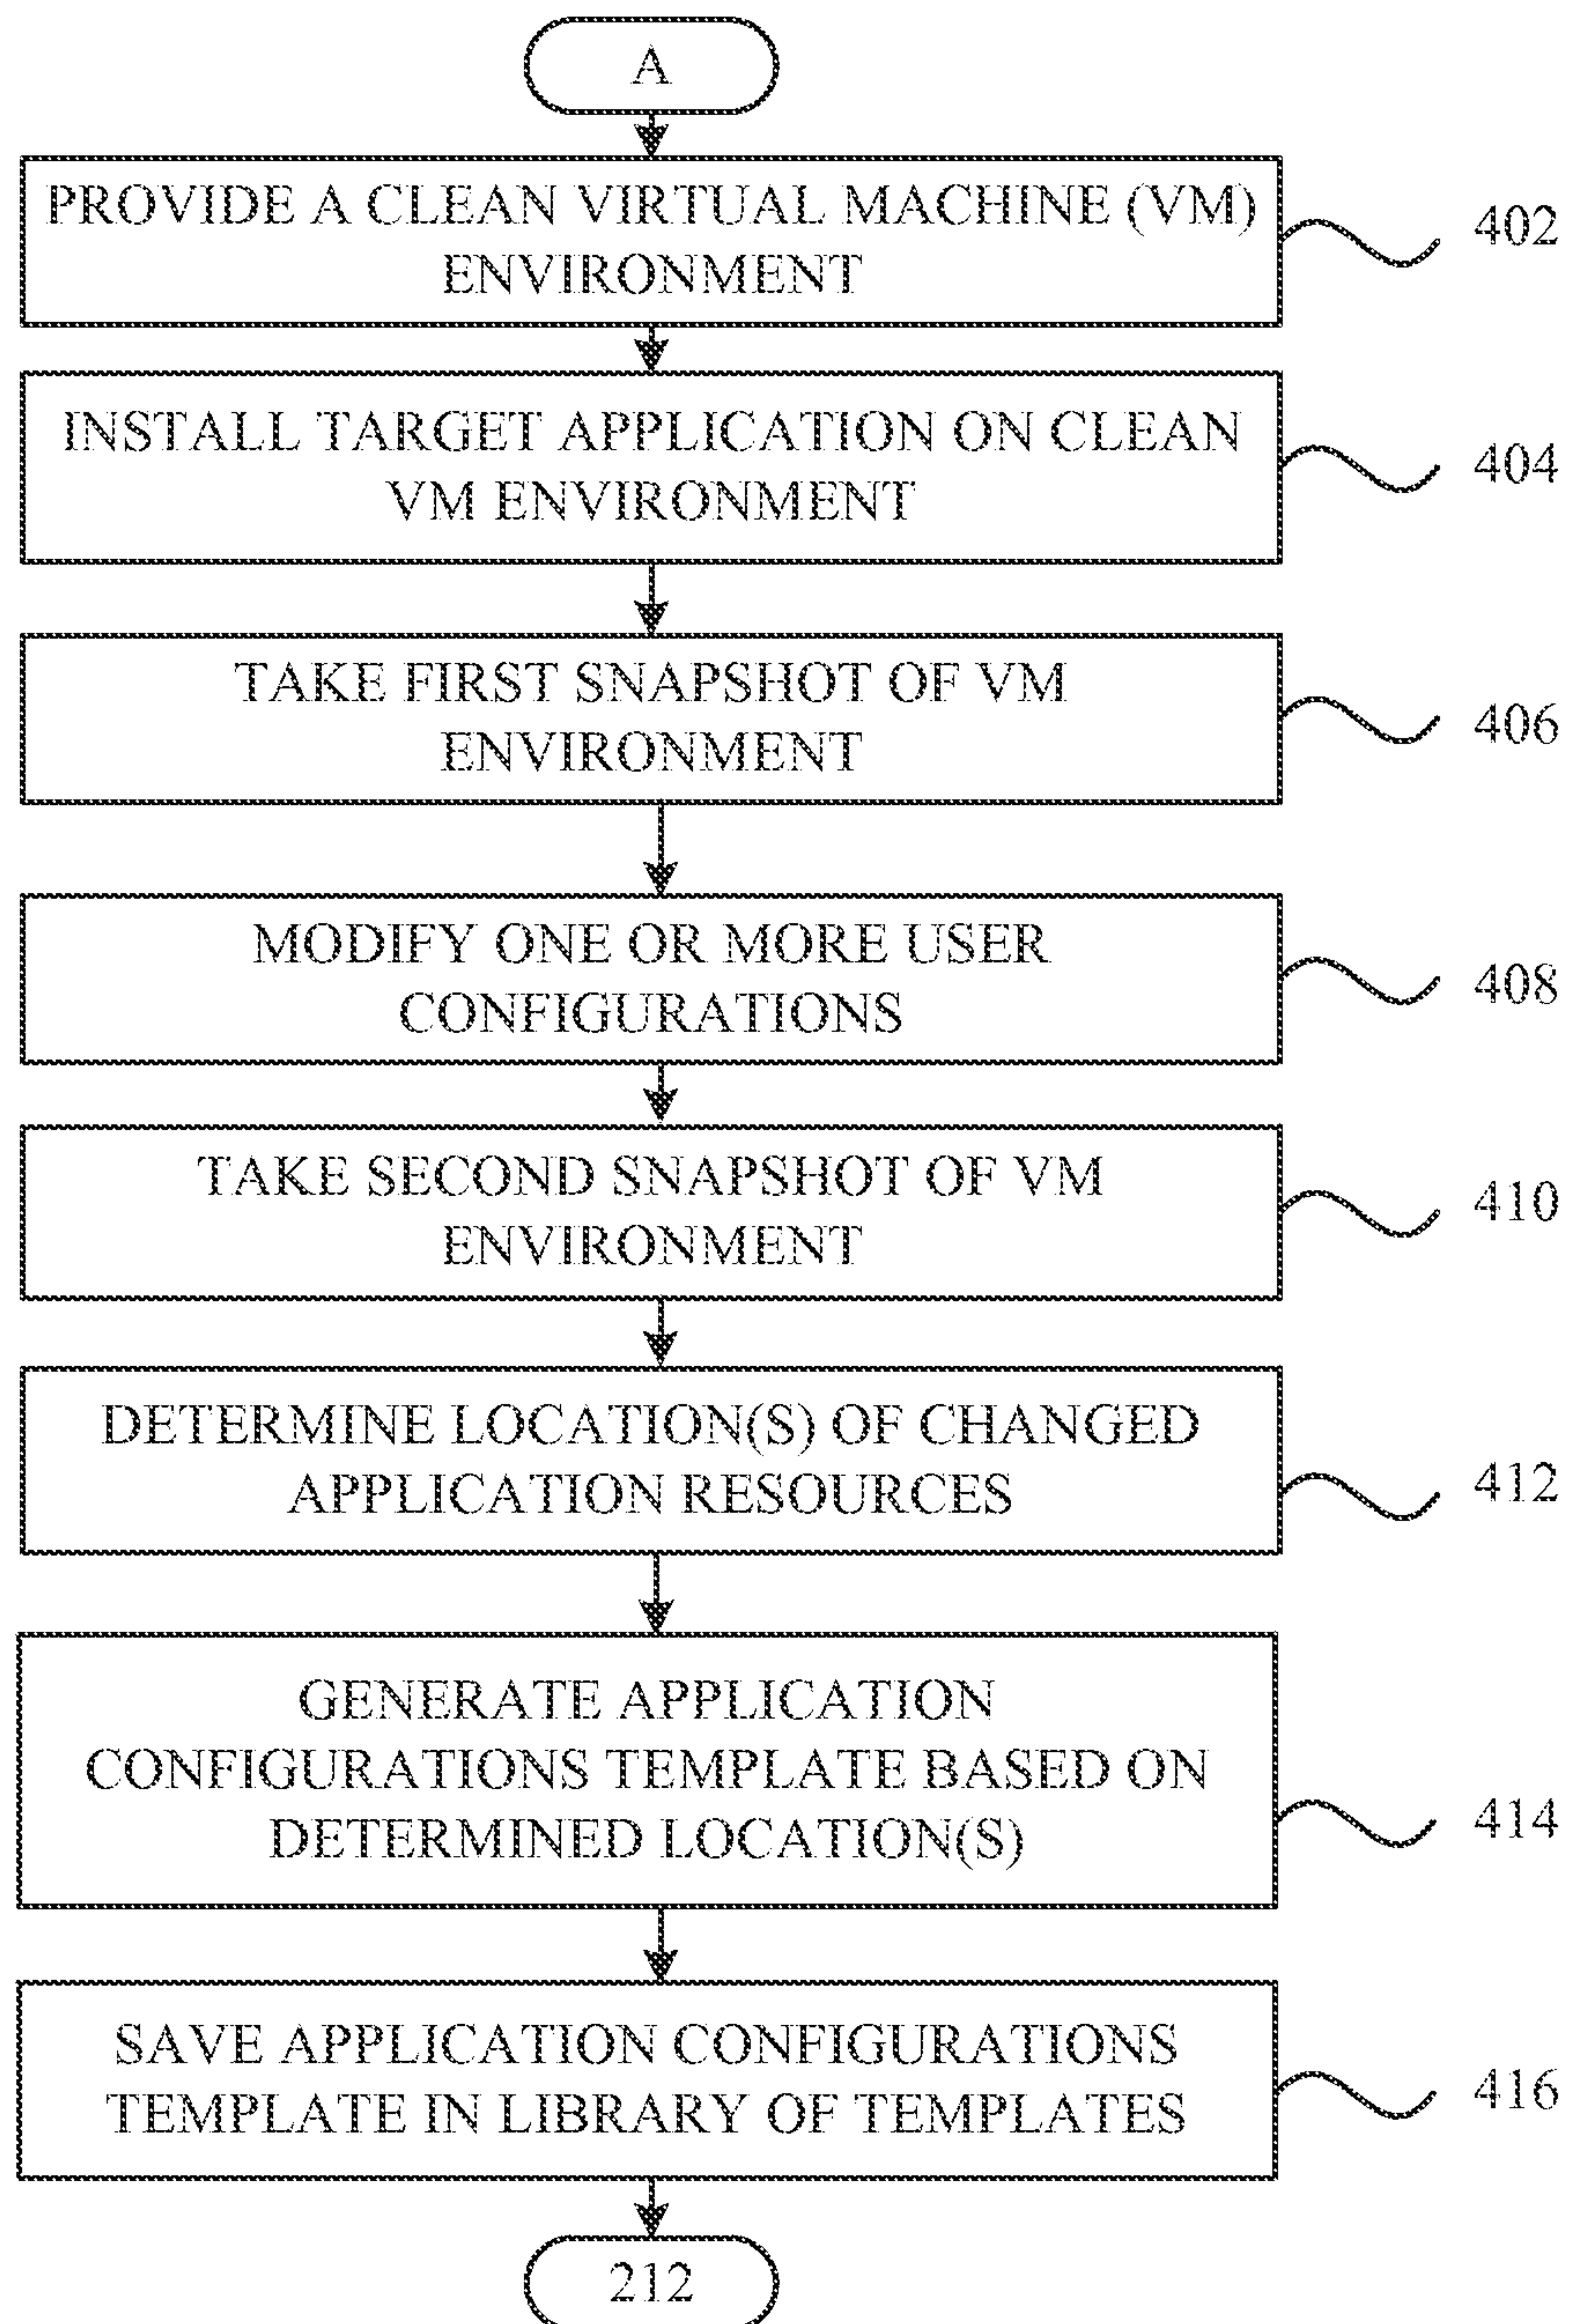 A
PROVIDE A CLEAN VIRTUAL MACHINE (VM)
ENVIRONMENT
402
INSTALL TARGET APPLICATION ON CLEAN
VM ENVIRONMENT
404
TAKE FIRST SNAPSHOT OF VM
ENVIRONMENT
406
MODIFY ONE OR MORE USER
CONFIGURATIONS
408
TAKE SECOND SNAPSHOT OF VM
ENVIRONMENT
410
DETERMINE LOCATION(S) OF CHANGED
APPLICATION RESOURCES
412
GENERATE APPLICATION
CONFIGURATIONS TEMPLATE BASED ON
DETERMINED LOCATION(S)
414
SAVE APPLICATION CONFIGURATIONS
TEMPLATE IN LIBRARY OF TEMPLATES
416
212